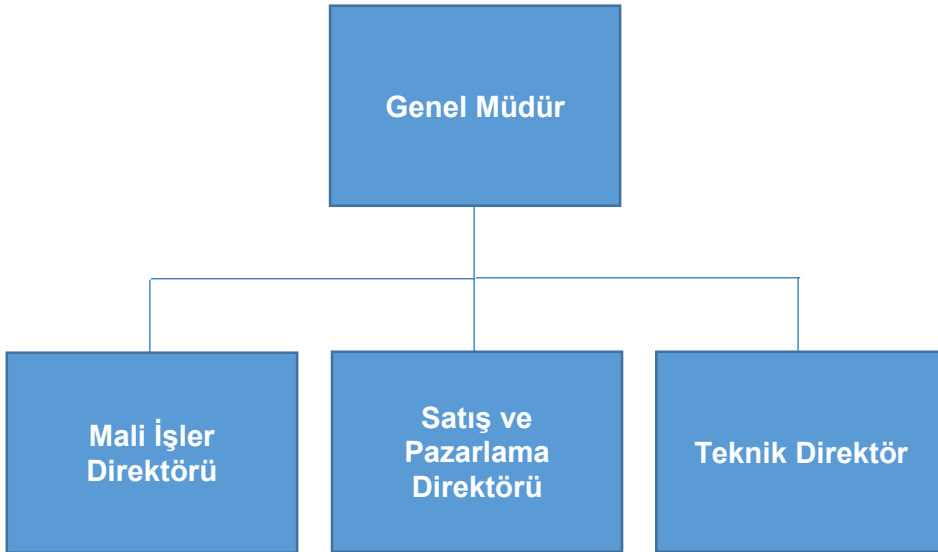 Genel Müdür
Mali İşler
Direktörü
Satış ve
Pazarlama
Direktörü
Teknik Direktör